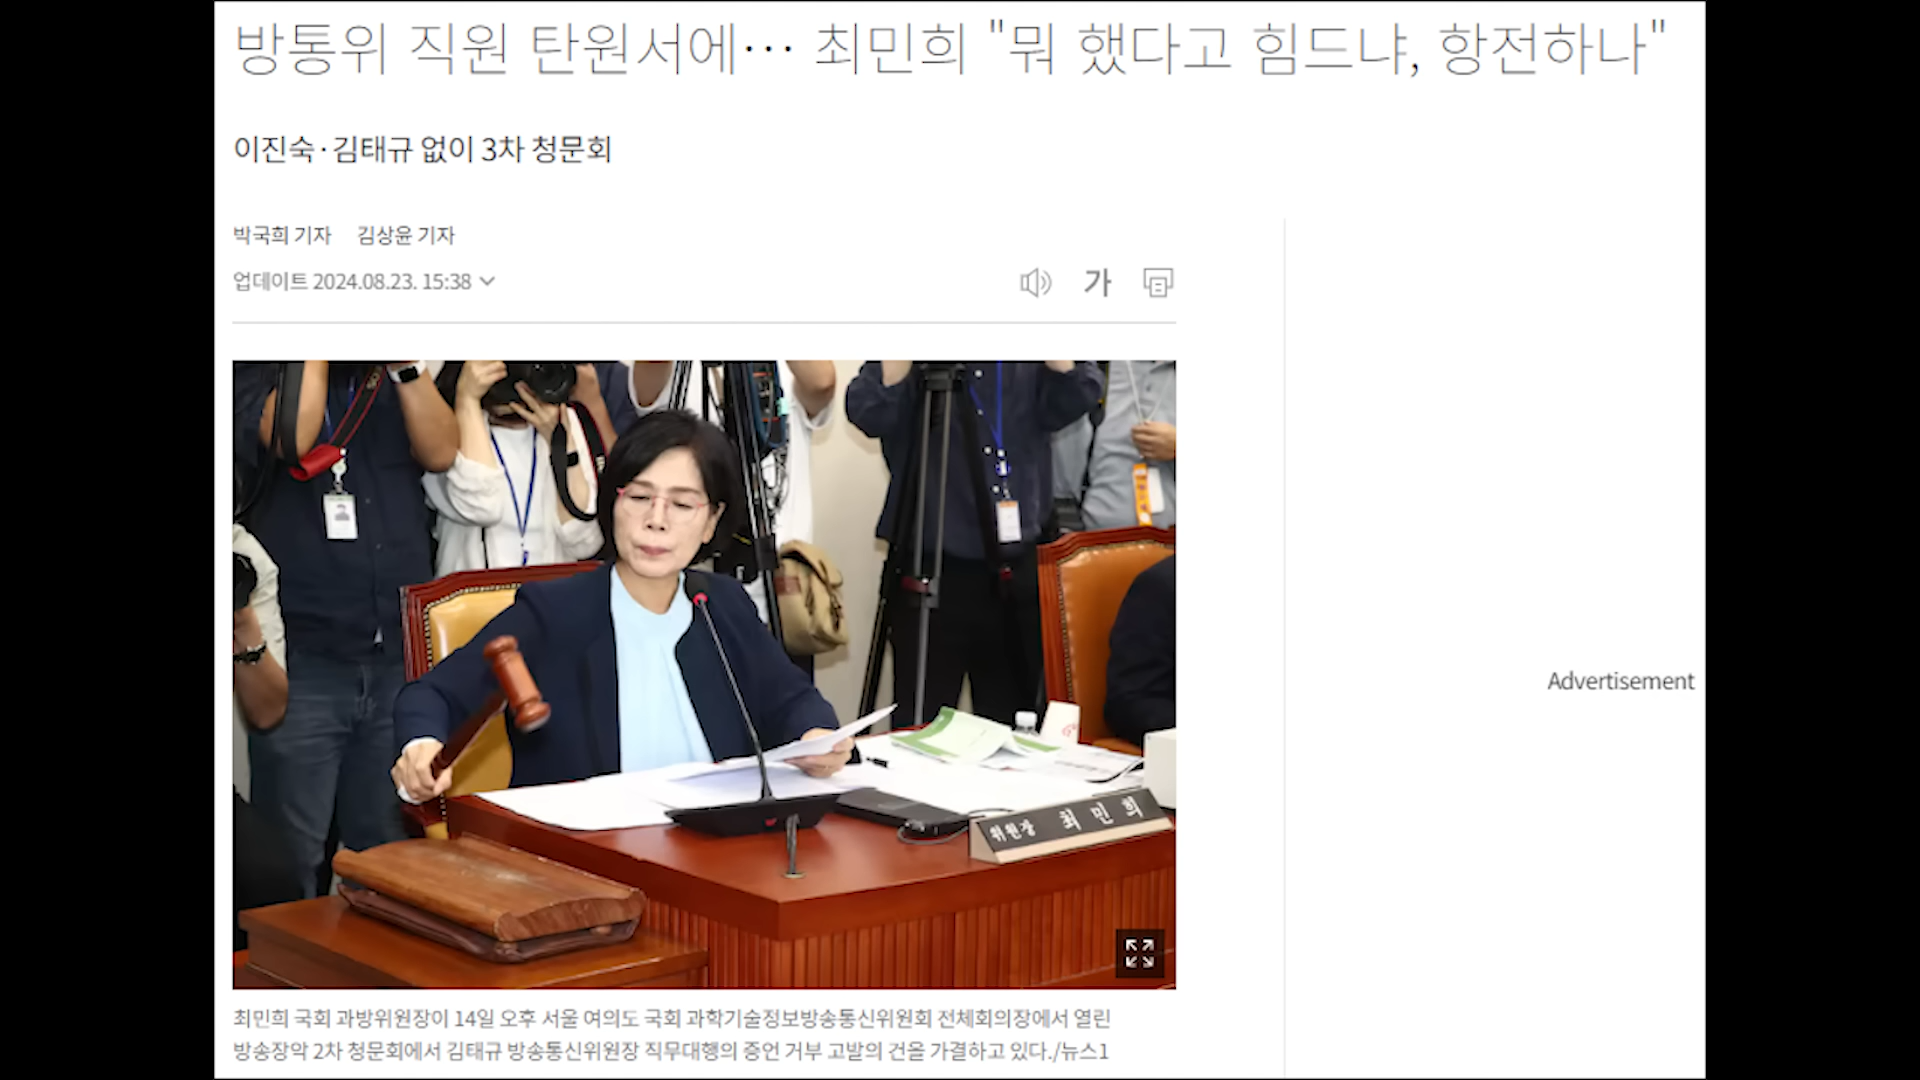 방통위 직원 탄원서에… 최민희 "뭐 했다고 힘드냐, 항전하나"
이진숙·김태규 없이 3차 청문회
박국희 기자 김상윤 기자
업데이트 2024.08.23. 15:38
가
위원장 최민희
Advertisement
최민희 국회 과방위원장이 14일 오후 서울 여의도 국회 과학기술정보방송통신위원회 전체회의장에서 열린
방송장악 2차 청문회에서 김태규 방송통신위원장 직무대행의 증언 거부 고발의 건을 가결하고 있다./뉴스1